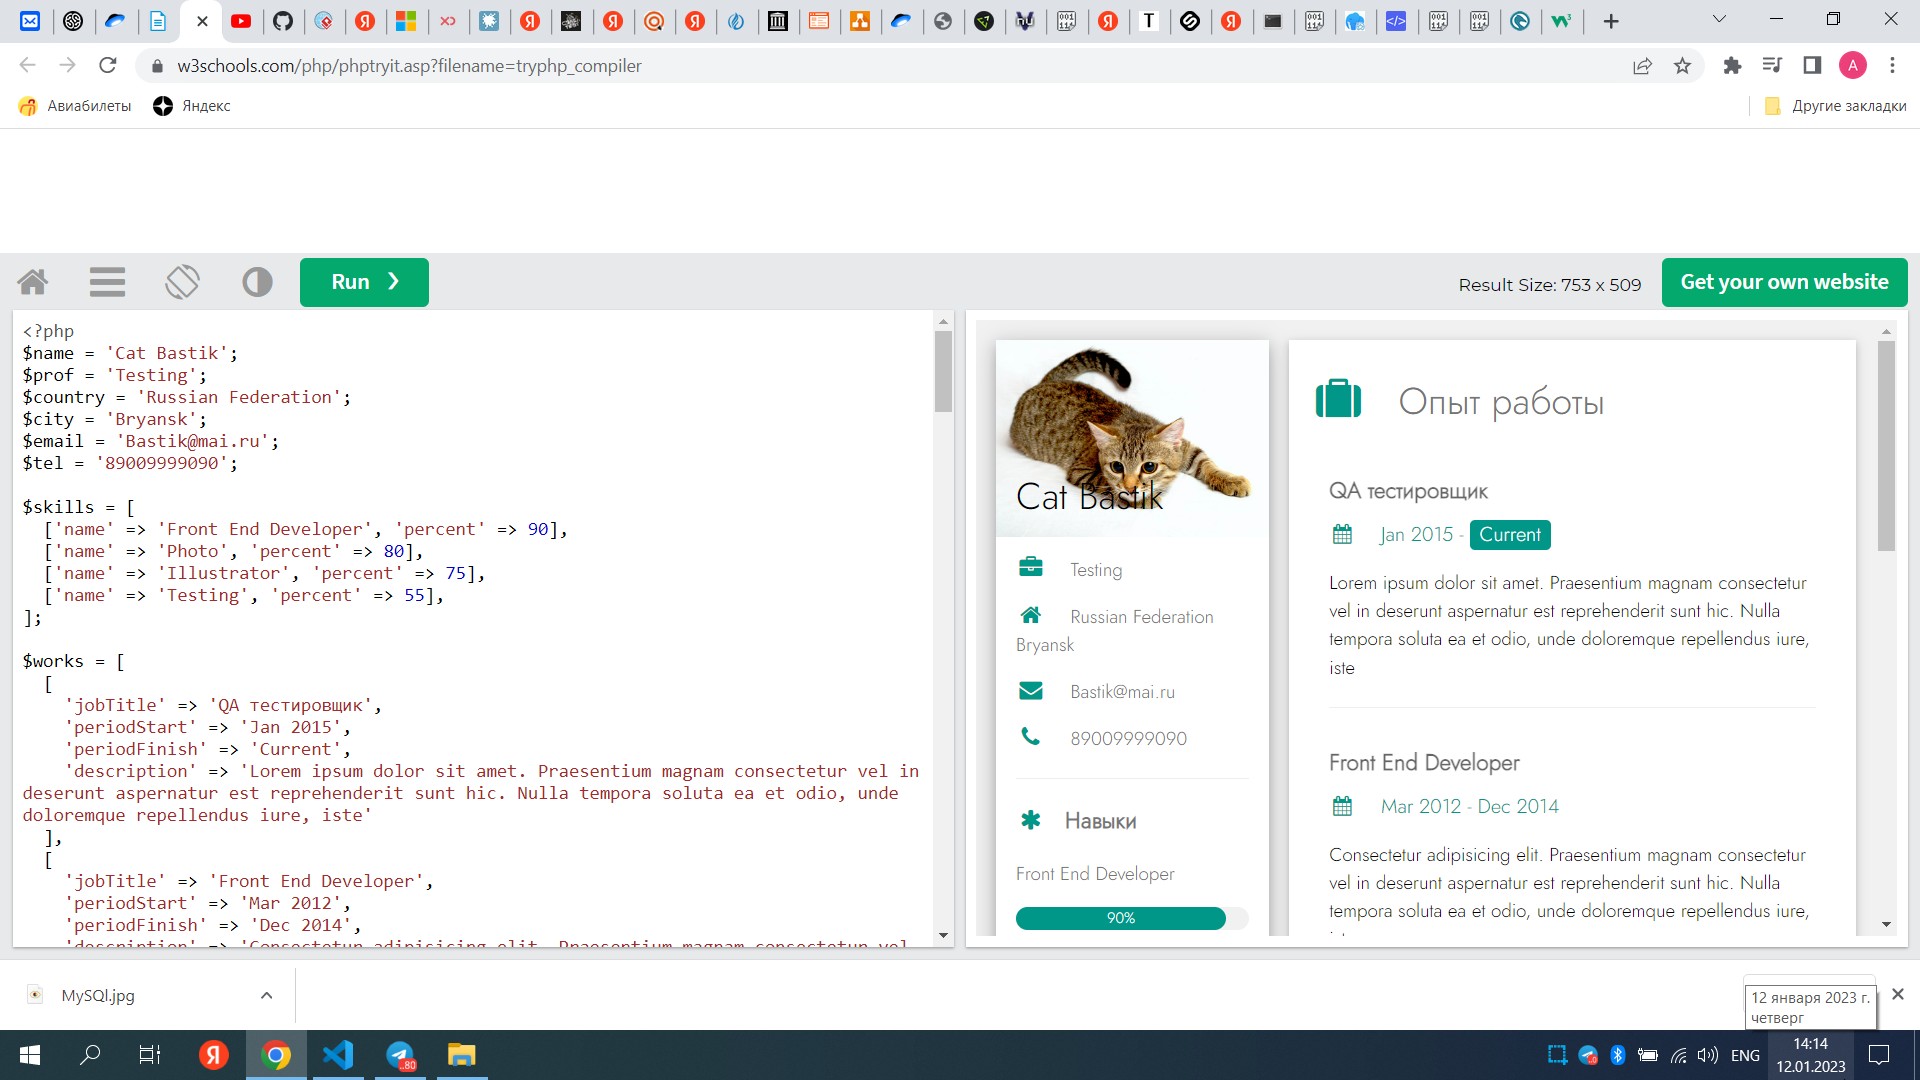 w3schools.com/php/phptryit.asp?filename=tryphp_compiler
A
Авиабилеты
Яндекс
Другие закладки
Run ❯
Result Size: 753 x 509
Get your own website
<?php
$name = 'Cat Bastik';
$prof = 'Testing';
$country = 'Russian Federation';
$city = 'Bryansk';
$email = 'Bastik@mai.ru';
$tel = '89009999090';
$skills = [
['name' => 'Front End Developer', 'percent' => 90],
['name' => 'Photo', 'percent' => 80],
['name' => 'Illustrator', 'percent' => 75],
['name' => 'Testing', 'percent' => 55],
];
$works = [
[
'jobTitle' => 'QA тестировщик',
'periodStart' => 'Jan 2015',
'periodFinish' => 'Current',
'description' => 'Lorem ipsum dolor sit amet. Praesentium magnam consectetur vel in
deserunt aspernatur est reprehenderit sunt hic. Nulla tempora soluta ea et odio, unde
doloremque repellendus iure, iste'
],
[
'jobTitle' => 'Front End Developer',
'periodStart' => 'Mar 2012',
'periodFinish' => 'Dec 2014',
'description' => 'Consectetur adipisicing elit. Praesentium magnam consectetur vel
Cat Bastik
Testing
Russian Federation
Bryansk
Bastik@mai.ru
89009999090
Навыки
Front End Developer
90%
Опыт работы
QA тестировщик
Jan 2015 - Current
Lorem ipsum dolor sit amet. Praesentium magnam consectetur
vel in deserunt aspernatur est reprehenderit sunt hic. Nulla
tempora soluta ea et odio, unde doloremque repellendus iure,
iste
Front End Developer
Mar 2012 - Dec 2014
Consectetur adipisicing elit. Praesentium magnam consectetur
vel in deserunt aspernatur est reprehenderit sunt hic. Nulla
tempora soluta ea et odio, unde doloremque repellendus iure,
MySQl.jpg
12 января 2023 г.
четверг
ENG
14:14
12.01.2023